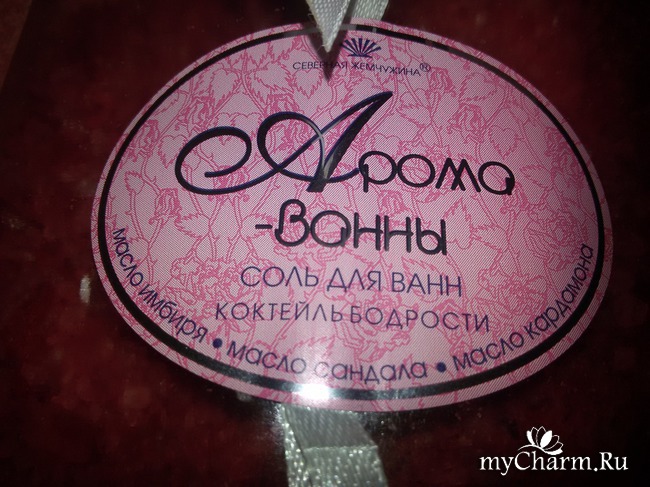 СЕВЕРНАЯ ЖЕМЧУЖИНА®
Арома
-Ванны
СОЛЬ ДЛЯ ВАНН
КОКТЕЙЛЬ БОДРОСТИ
масло имбиря • масло сандала • масло кардамона
myCharm.Ru